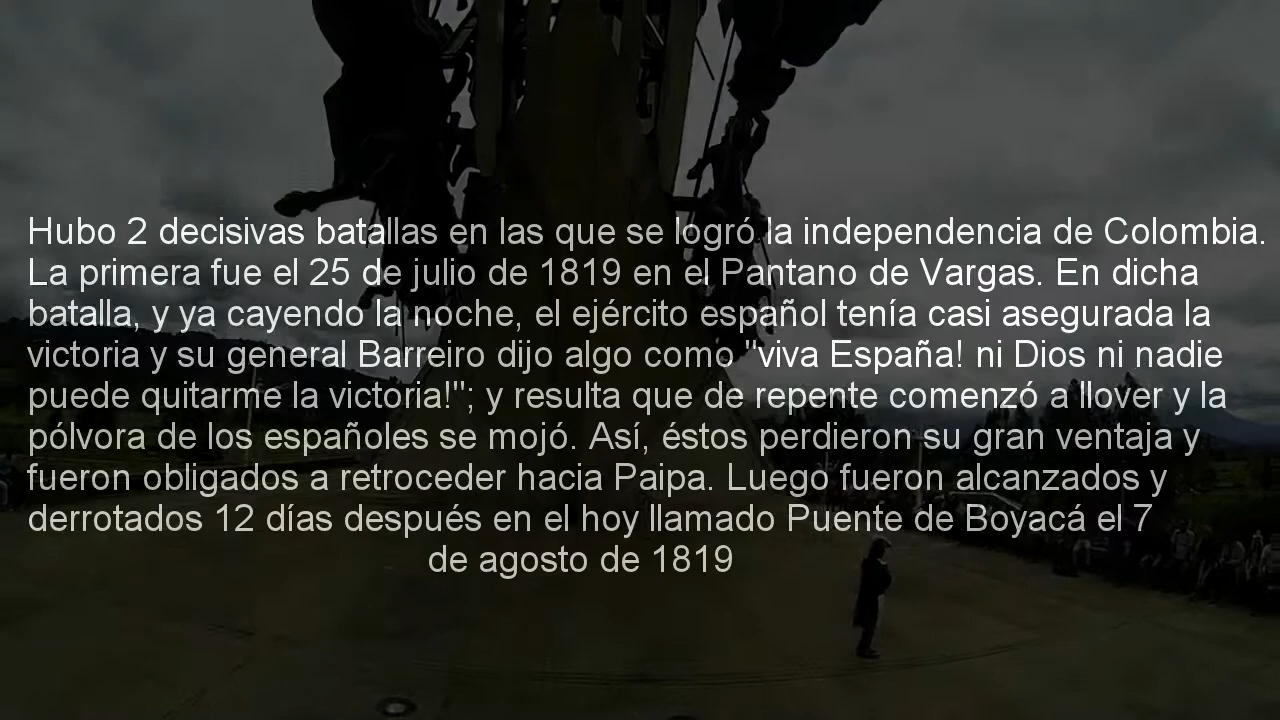 Hubo 2 decisivas batallas en las que se logró la independencia de Colombia.
La primera fue el 25 de julio de 1819 en el Pantano de Vargas. En dicha
batalla, y ya cayendo la noche, el ejército español tenía casi asegurada la
victoria y su general Barreiro dijo algo como "viva España! ni Dios ni nadie
puede quitarme la victoria!"; y resulta que de repente comenzó a llover y la
pólvora de los españoles se mojó. Así, éstos perdieron su gran ventaja y
fueron obligados a retroceder hacia Paipa. Luego fueron alcanzados y
derrotados 12 días después en el hoy llamado Puente de Boyacá el 7
de agosto de 1819